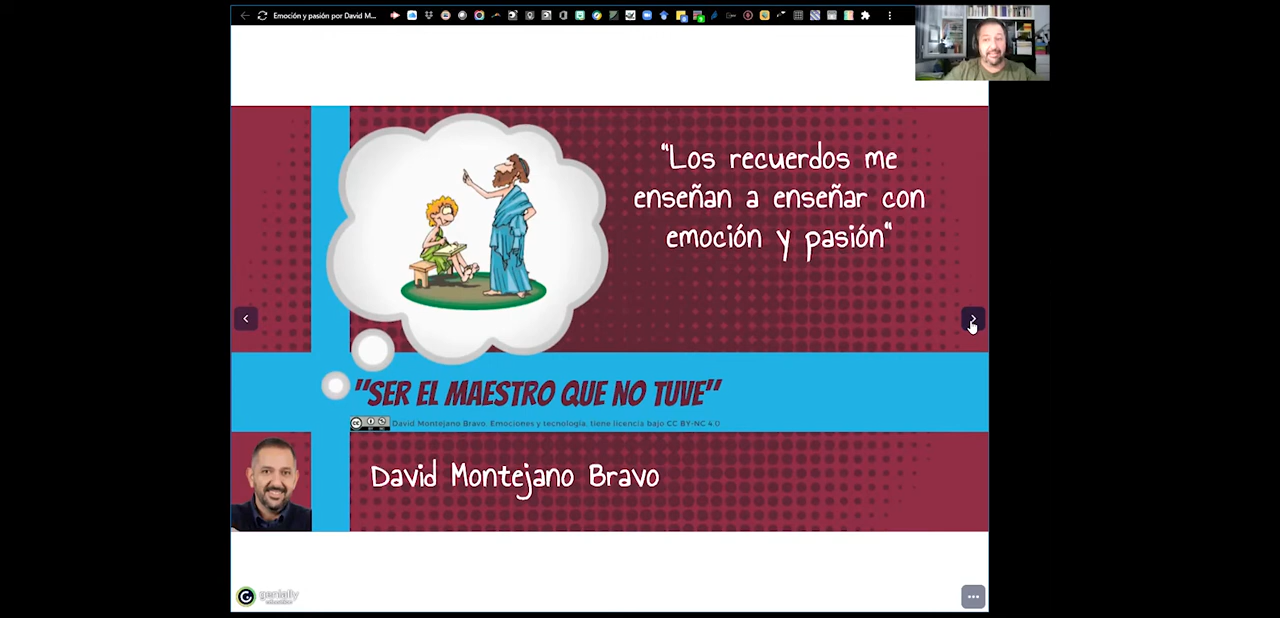 Emoción y pasión por David M...
"Los recuerdos me
enseñan a enseñar con
emoción y pasión"
"SER EL MAESTRO QUE NO TUVE"
David Montejano Bravo. Emociones y tecnología. tiene licencia bajo CC BY-NC 4.0
David Montejano Bravo
genially